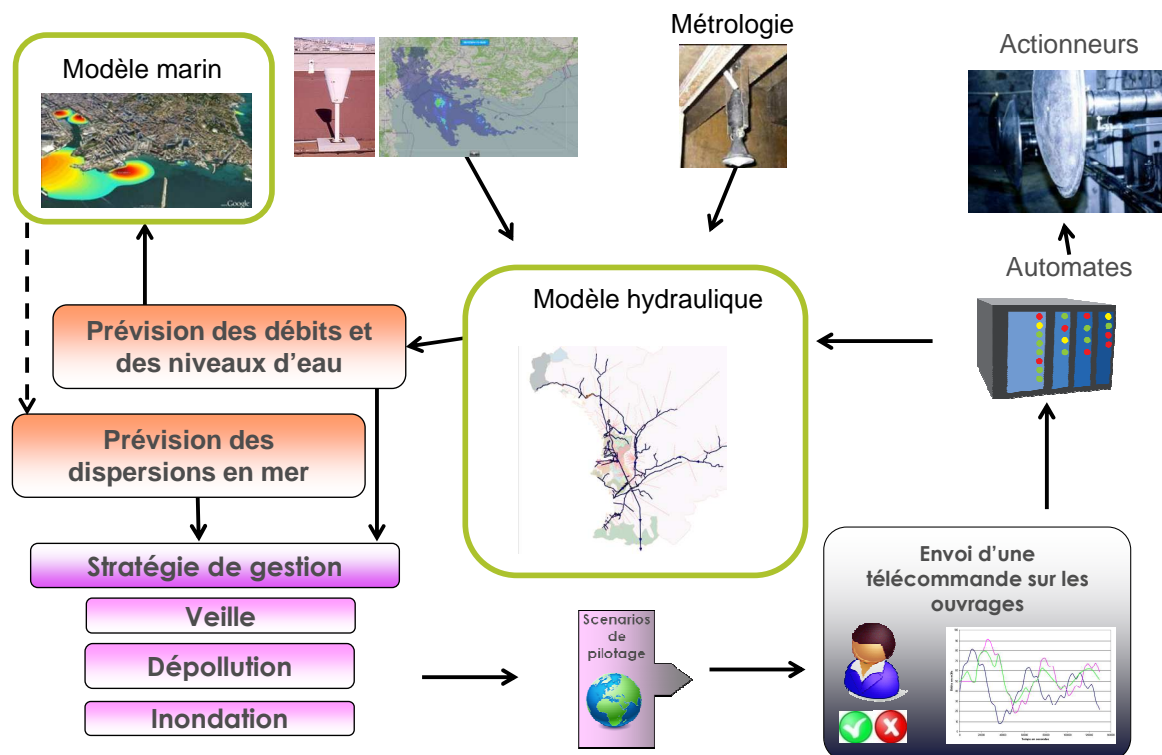 Modèle marin
Métrologie
Actionneurs
Google
Automates
Modèle hydraulique
Prévision des débits et
des niveaux d’eau
Prévision des
dispersions en mer
Stratégie de gestion
Veille
Dépollution
Inondation
Scenarios
de
pilotage
Envoi d’une
télécommande sur les
ouvrages